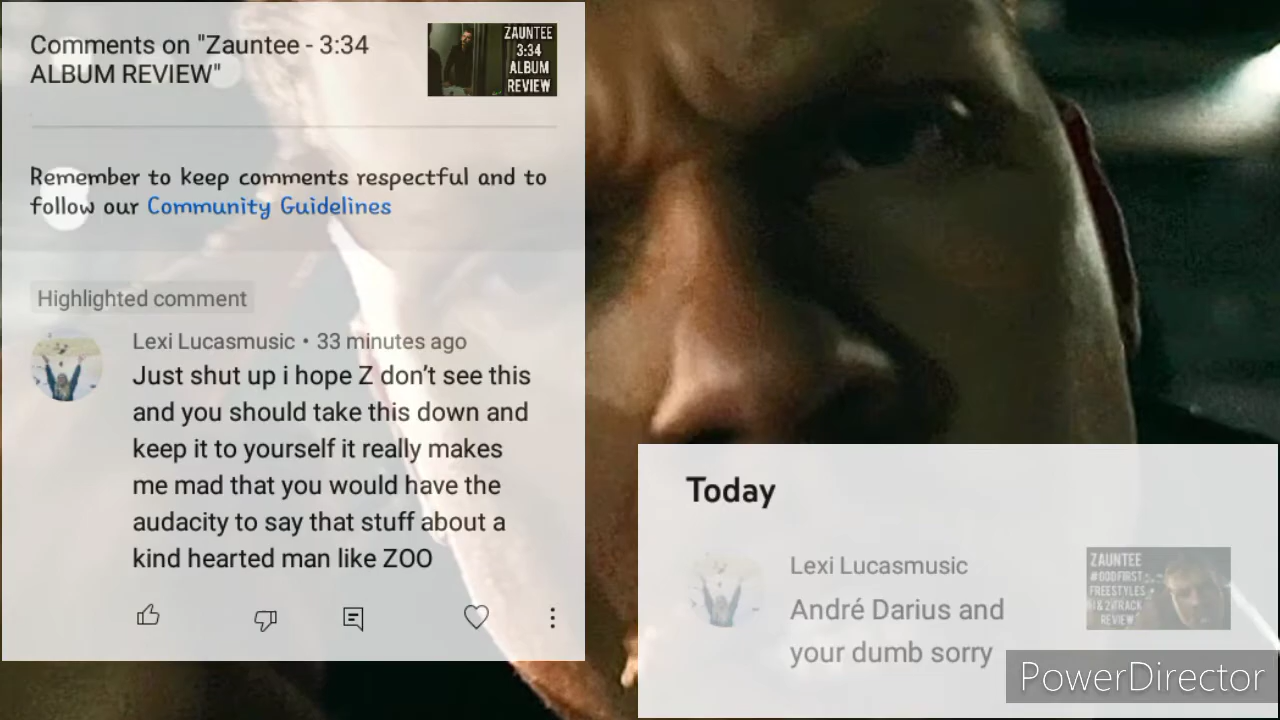 Comments on "Zauntee - 3:34
ALBUM REVIEW"
ZAUNTEE
3:34
ALBUM
REVIEW
Remember to keep comments respectful and to
follow our Community Guidelines
Highlighted comment
Lexi Lucasmusic • 33 minutes ago
Just shut up i hope Z don’t see this
and you should take this down and
keep it to yourself it really makes
me mad that you would have the
audacity to say that stuff about a
kind hearted man like ZOO
Today
Lexi Lucasmusic
André Darius and
your dumb sorry
ZAUNTEE
#GODFIRST
FREESTYLES
1 & 2 TRACK
REVIEW
PowerDirector